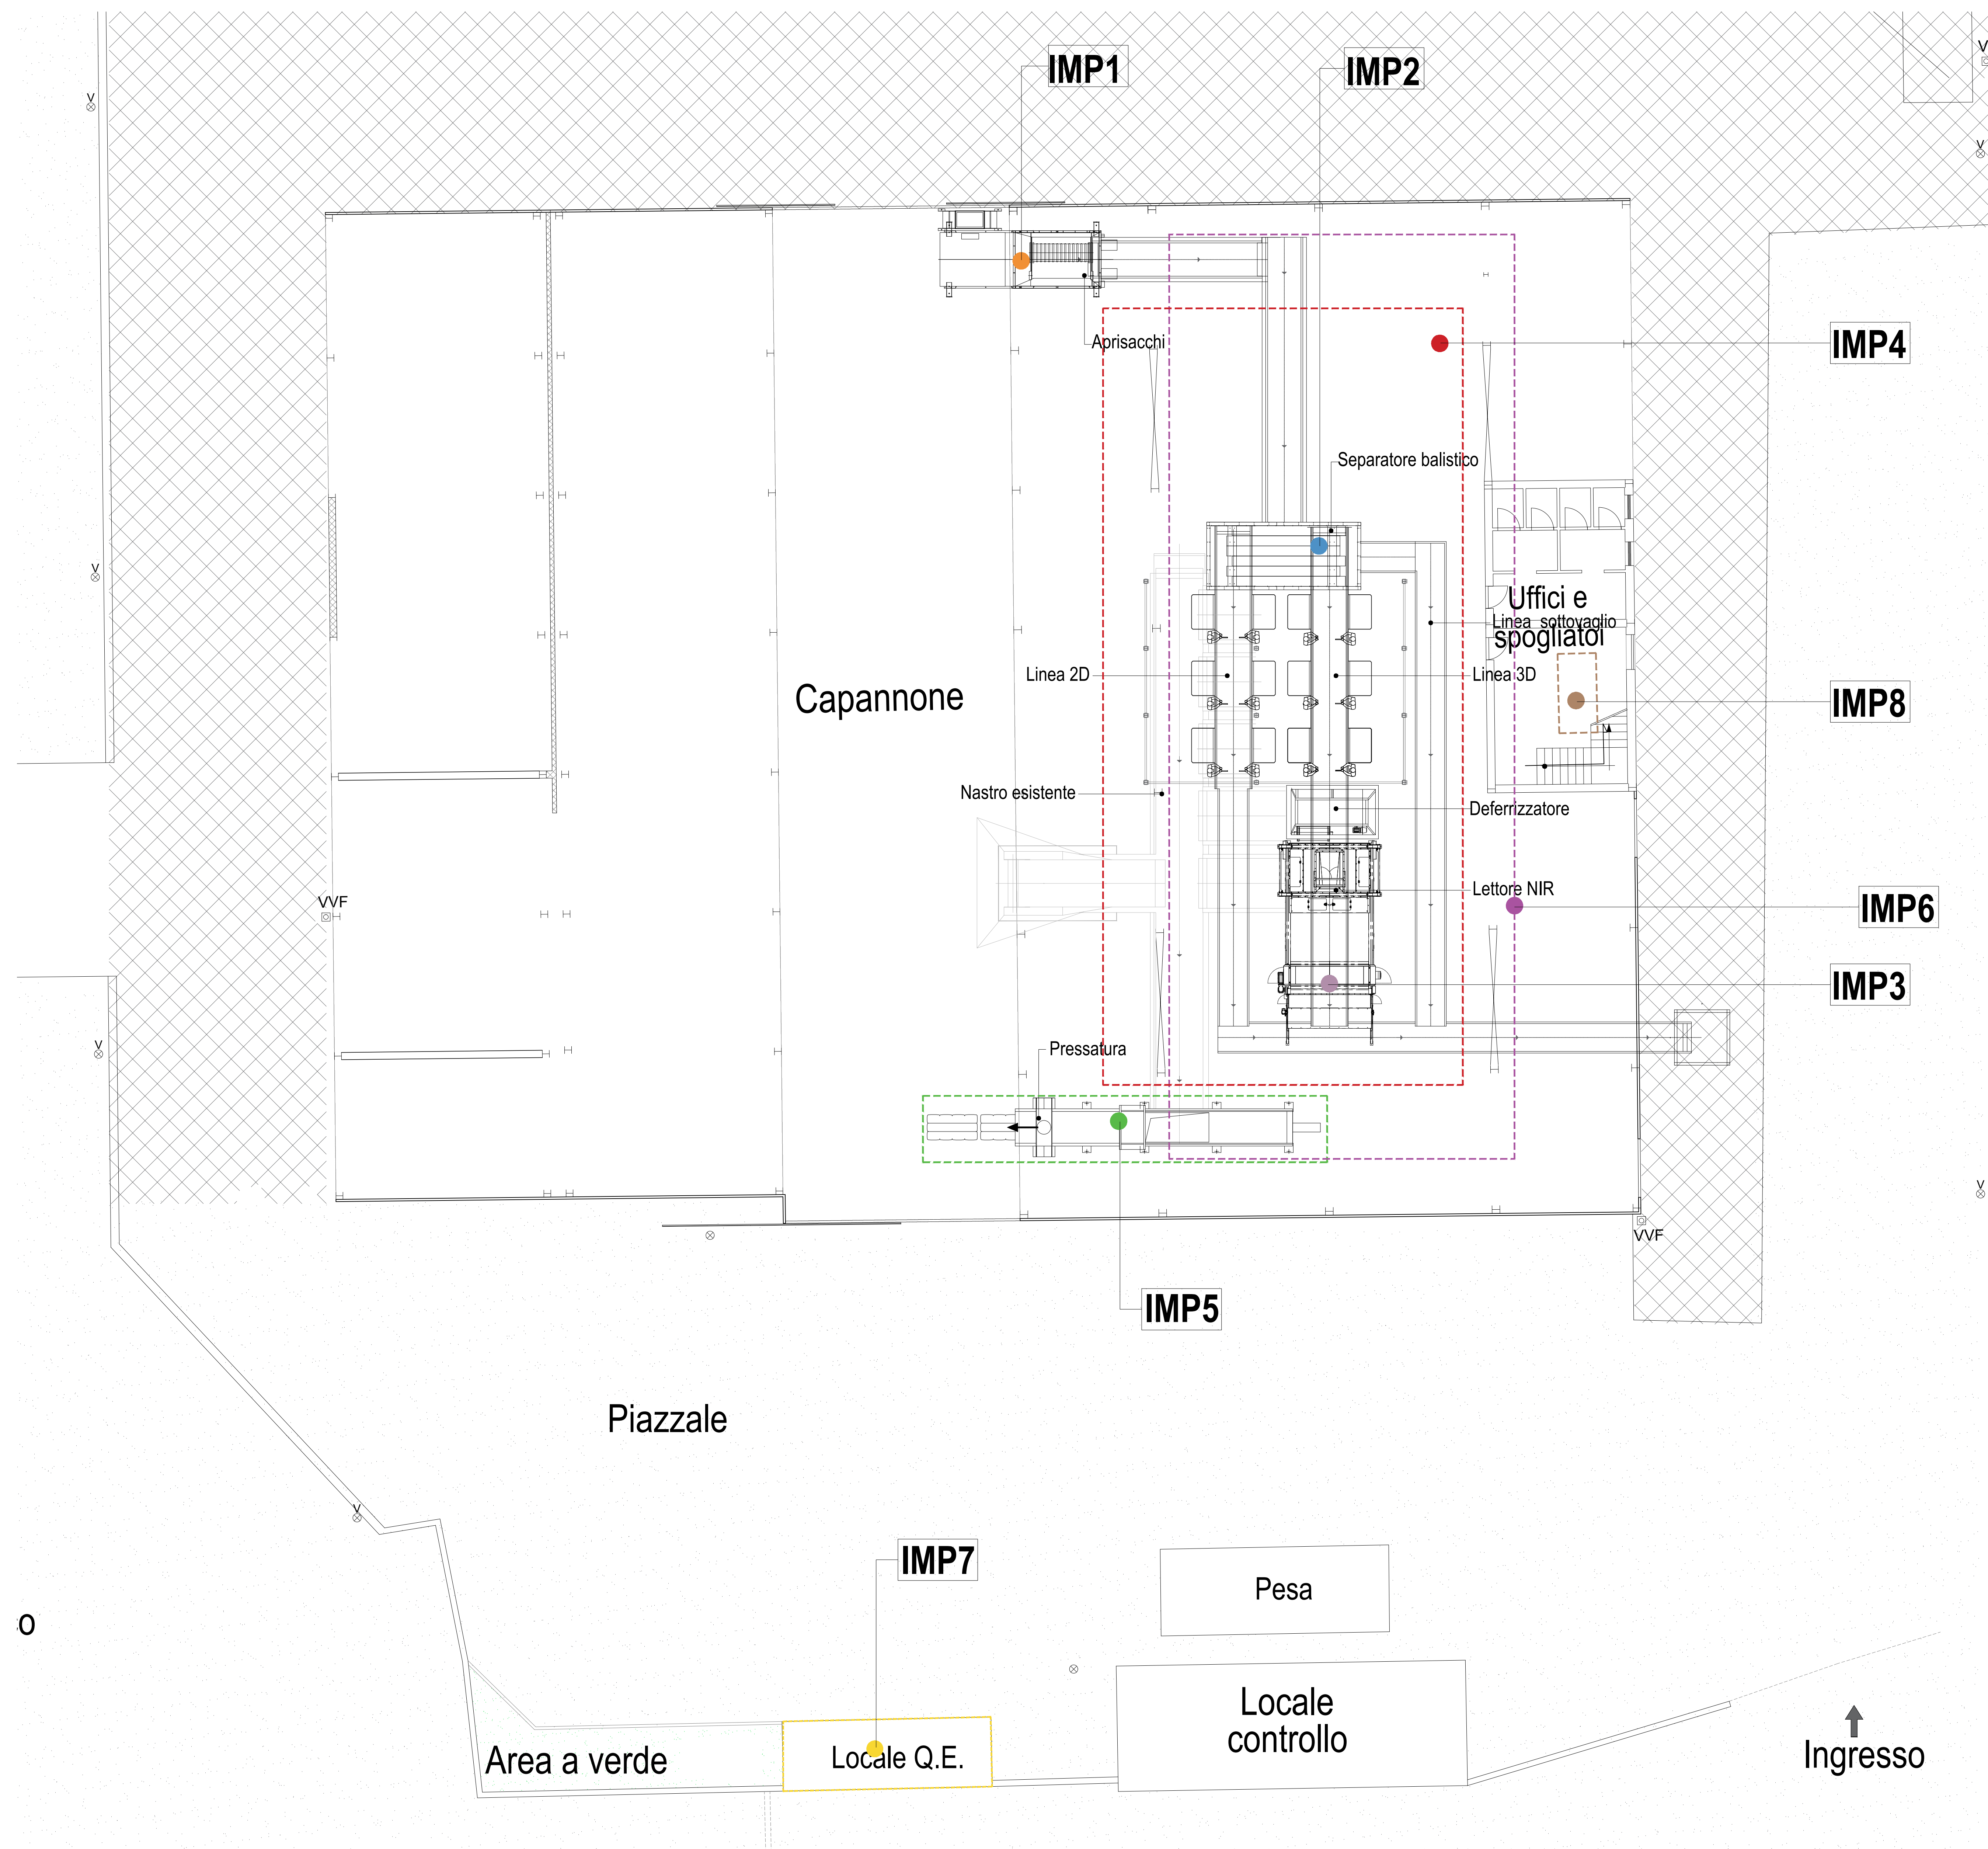 IMP1
IMP2
V
V
V
Aprisacchi
IMP4
Separatore balistico
V
Uffici e
spogliatoi
Linea sottovaglio
Linea 2D
Linea 3D
Capannone
IMP8
Nastro esistente
Deferrizzatore
Lettore NIR
VVF
IMP6
IMP3
V
Pressatura
V
VVF
IMP5
Piazzale
V
IMP7
Pesa
o
Locale
controllo
Area a verde
Locale Q.E.
Ingresso